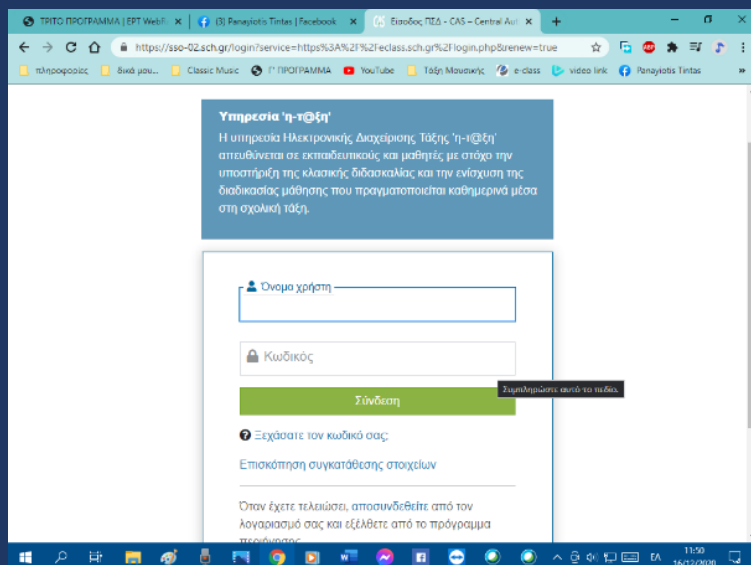 ΤΡΙΤΟ ΠΡΟΓΡΑΜΜΑ | ΕΡΤ WebR
(3) Panayiotis Tintas | Facebook
Είσοδος ΠΣΔ - CAS – Central Aut
https://sso-02.sch.gr/login?service=https%3A%2F%2Feclass.sch.gr%2Flogin.php&renew=true
πληροφορίες
δικά μου...
Classic Music
Γ' ΠΡΟΓΡΑΜΜΑ
YouTube
Τάξη Μουσικής
e-class
video link
Panayiotis Tintas
Υπηρεσία 'η-τ@ξη'
Η υπηρεσία Ηλεκτρονικής Διαχείρισης Τάξης 'η-τ@ξη'
απευθύνεται σε εκπαιδευτικούς και μαθητές με στόχο την
υποστήριξη της κλασικής διδασκαλίας και την ενίσχυση της
διαδικασίας μάθησης που πραγματοποιείται καθημερινά μέσα
στη σχολική τάξη.
Όνομα χρήστη
Κωδικός
Συμπληρώστε αυτό το πεδίο.
Σύνδεση
Ξεχάσατε τον κωδικό σας;
Επισκόπηση συγκατάθεσης στοιχείων
Όταν έχετε τελειώσει, αποσυνδεθείτε από τον
λογαριασμό σας και εξέλθετε από το πρόγραμμα
περιήγησης
ΕΛ
11:50
16/12/2020